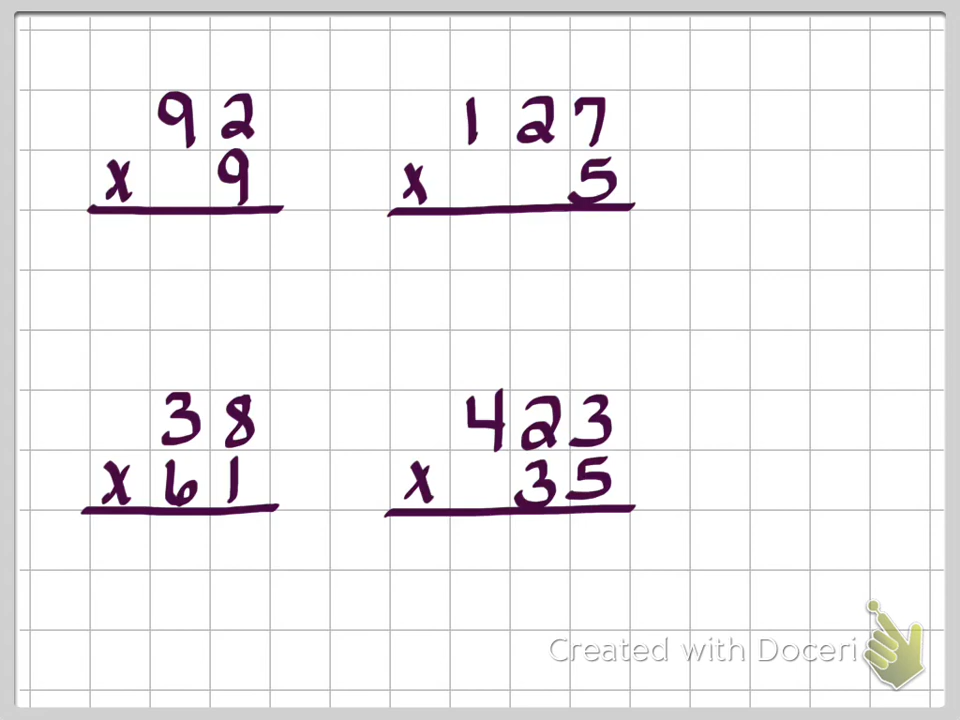 92
x 9
127
x 5
38
x 61
423
x 35
Created with Doceri